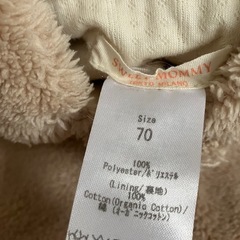 SWEET MOMMY
Size
70
100%
Polyester/ポリエステル
(Lining/裏地)
100%
Cotton(Organic Cotton)/
綿 (オーガニックコットン)